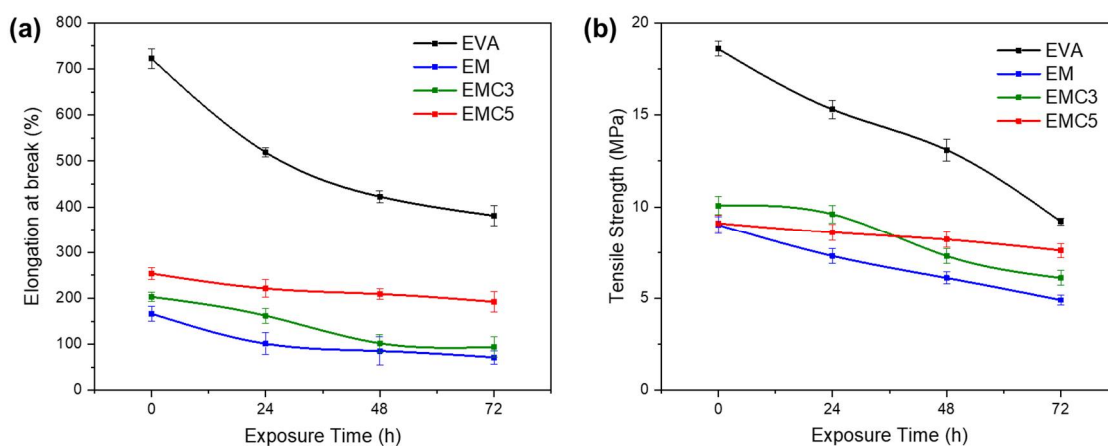 (a)
800
700
600
500
400
300
200
100
0
Elongation at break (%)
EVA
EM
EMC3
EMC5
0 24 48 72
Exposure Time (h)
(b)
20
15
10
5
0
Tensile Strength (MPa)
EVA
EM
EMC3
EMC5
0 24 48 72
Exposure Time (h)